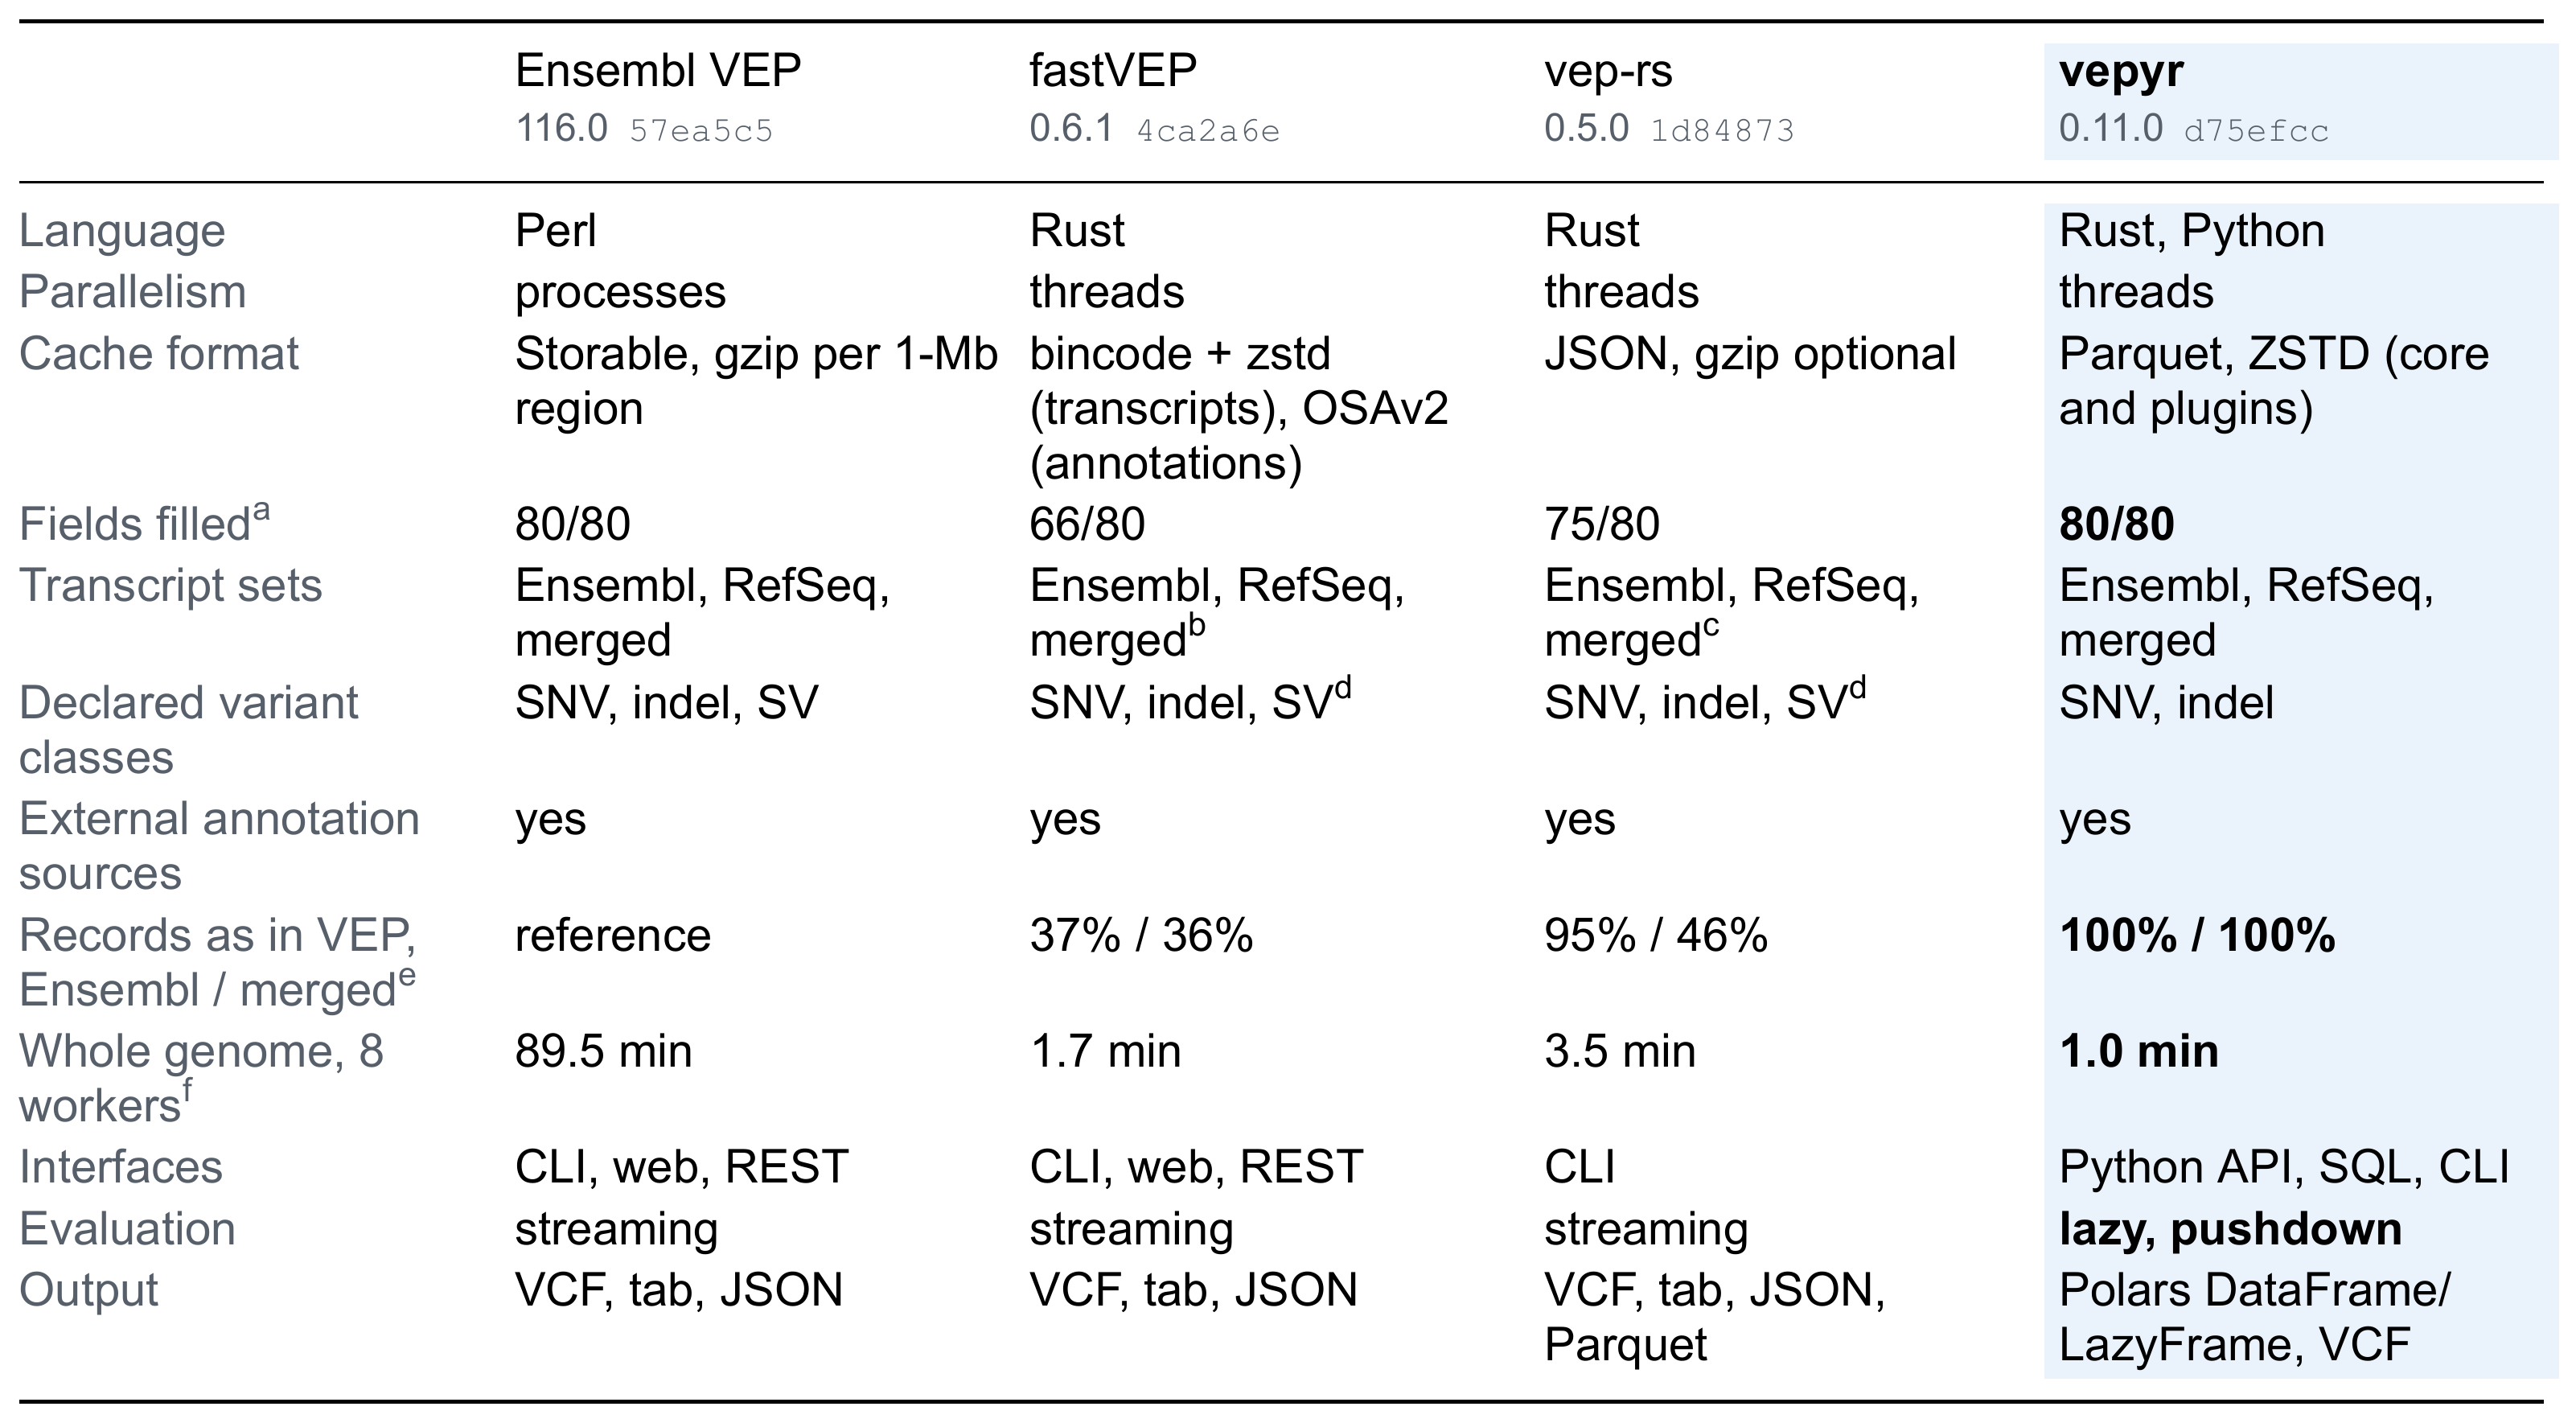 Ensembl VEP fastVEP vep-rs vepyr
116.0 57ea5c5 0.6.1 4ca2a6e 0.5.0 1d84873 0.11.0 d75efcc
Language Perl Rust Rust Rust, Python
Parallelism processes threads threads threads
Cache format Storable, gzip per 1-Mb bincode + zstd JSON, gzip optional Parquet, ZSTD (core
region (transcripts), OSAv2 and plugins)
(annotations)
Fields filledᵃ 80/80 66/80 75/80 80/80
Transcript sets Ensembl, RefSeq, Ensembl, RefSeq, Ensembl, RefSeq, Ensembl, RefSeq,
merged mergedᵇ mergedᶜ merged
Declared variant SNV, indel, SV SNV, indel, SVᵈ SNV, indel, SVᵈ SNV, indel
classes
External annotation yes yes yes yes
sources
Records as in VEP, reference 37% / 36% 95% / 46% 100% / 100%
Ensembl / mergedᵉ
Whole genome, 8 89.5 min 1.7 min 3.5 min 1.0 min
workersᶠ
Interfaces CLI, web, REST CLI, web, REST CLI Python API, SQL, CLI
Evaluation streaming streaming streaming lazy, pushdown
Output VCF, tab, JSON VCF, tab, JSON VCF, tab, JSON, Polars DataFrame/
Parquet LazyFrame, VCF